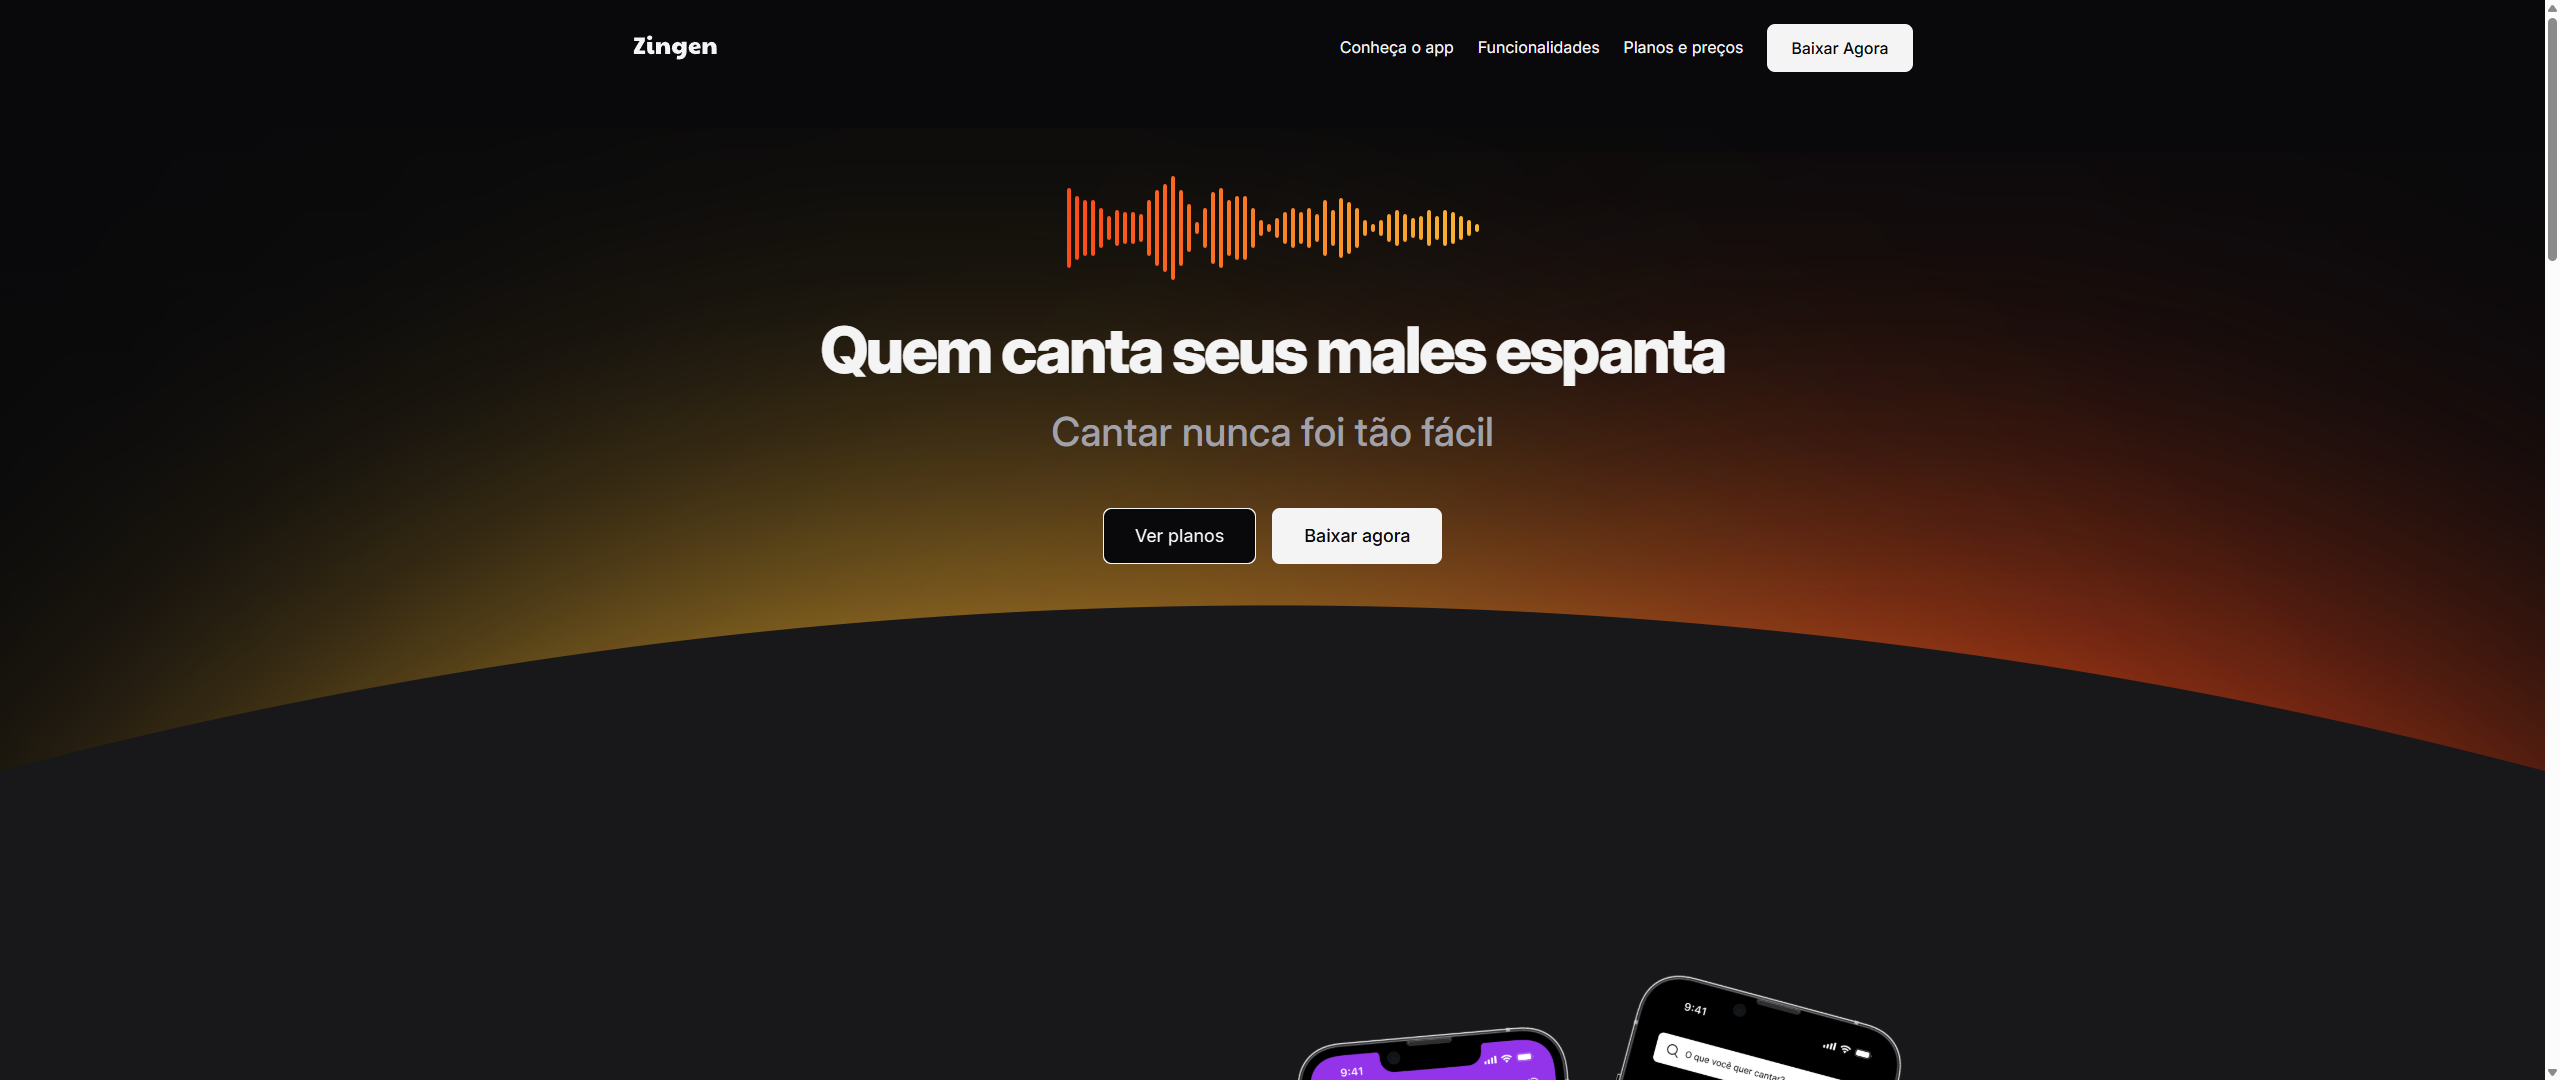 Zingen
Conheça o app
Funcionalidades
Planos e preços
Baixar Agora
Quem canta seus males espanta
Cantar nunca foi tão fácil
Ver planos
Baixar agora
9:41
O que você quer cantar?
9:41